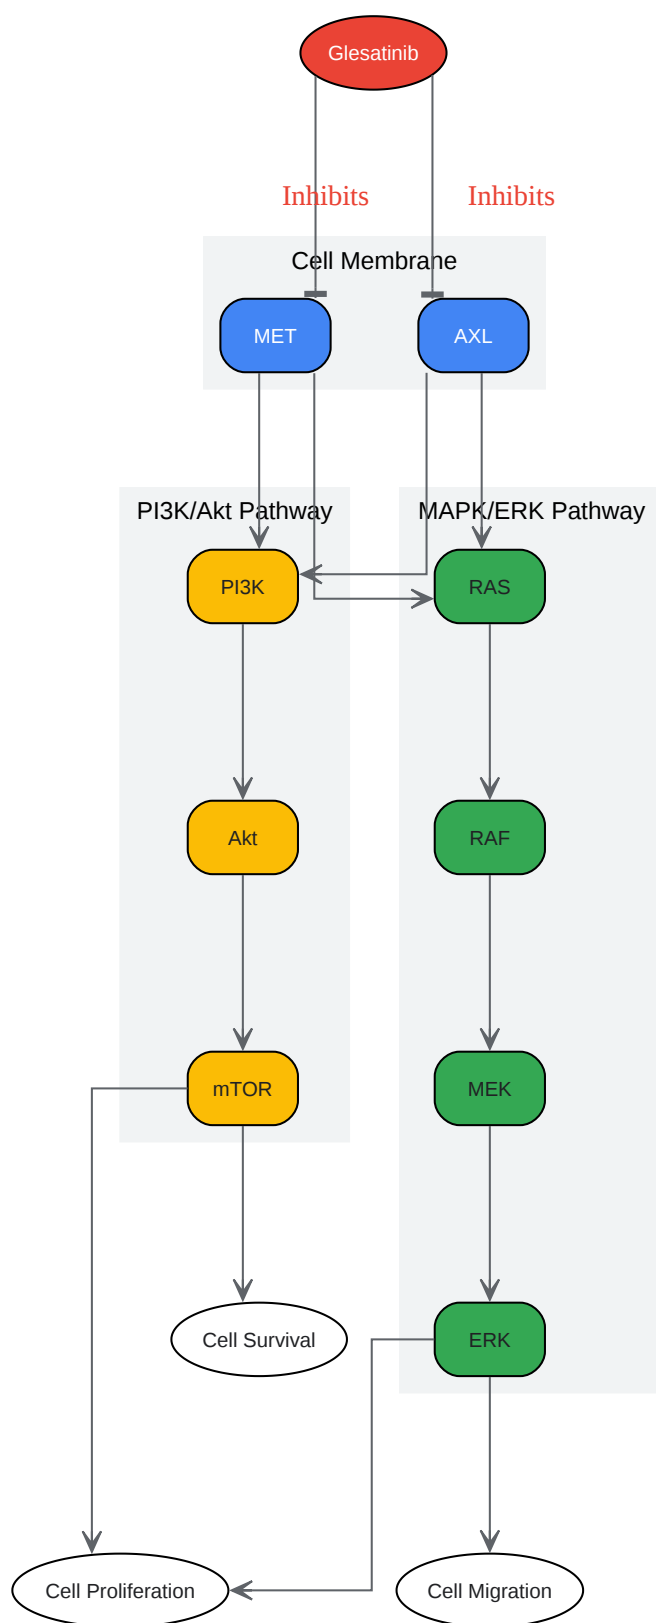 Glesatinib
Inhibits
Inhibits
Cell Membrane
MET
AXL
PI3K/Akt Pathway
MAPK/ERK Pathway
PI3K
RAS
Akt
RAF
mTOR
MEK
Cell Survival
ERK
Cell Proliferation
Cell Migration